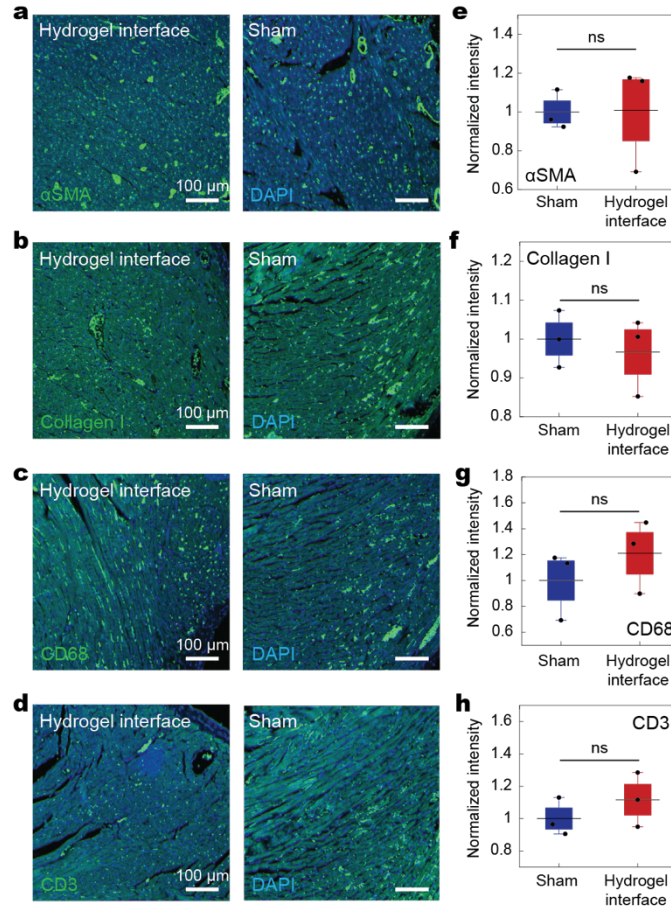 a
Hydrogel interface
αSMA
100 µm
Sham
DAPI
e
Normalized intensity
1.4
1.2
1
0.8
0.6
ns
αSMA
Sham
Hydrogel
interface
b
Hydrogel interface
Collagen I
100 µm
Sham
DAPI
f
Normalized intensity
1.2
1.1
1
0.9
0.8
Collagen I
ns
Sham
Hydrogel
interface
c
Hydrogel interface
CD68
100 µm
Sham
DAPI
g
Normalized intensity
1.8
1.6
1.4
1.2
1
0.8
0.6
ns
CD68
Sham
Hydrogel
interface
d
Hydrogel interface
CD3
100 µm
Sham
DAPI
h
Normalized intensity
1.6
1.4
1.2
1
0.8
CD3
ns
Sham
Hydrogel
interface